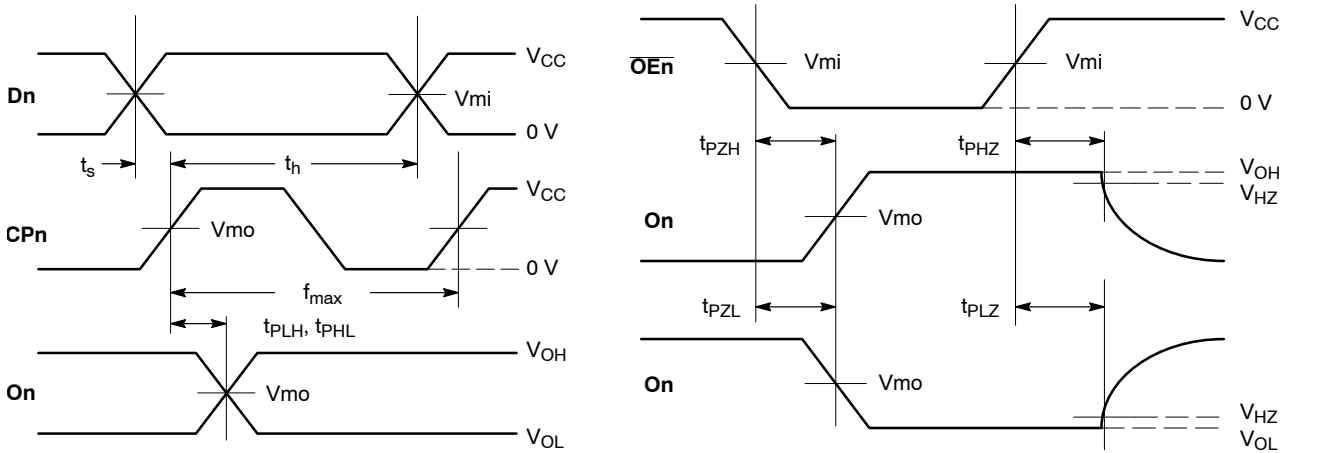 Dn
VCC
Vmi
0 V
ts
th
CPn
VCC
Vmo
0 V
fmax
tPLH, tPHL
On
VOH
Vmo
VOL
OEn
VCC
Vmi
Vmi
0 V
tPZH
tPHZ
On
VOH
VHZ
Vmo
tPZL
tPLZ
On
Vmo
VHZ
VOL